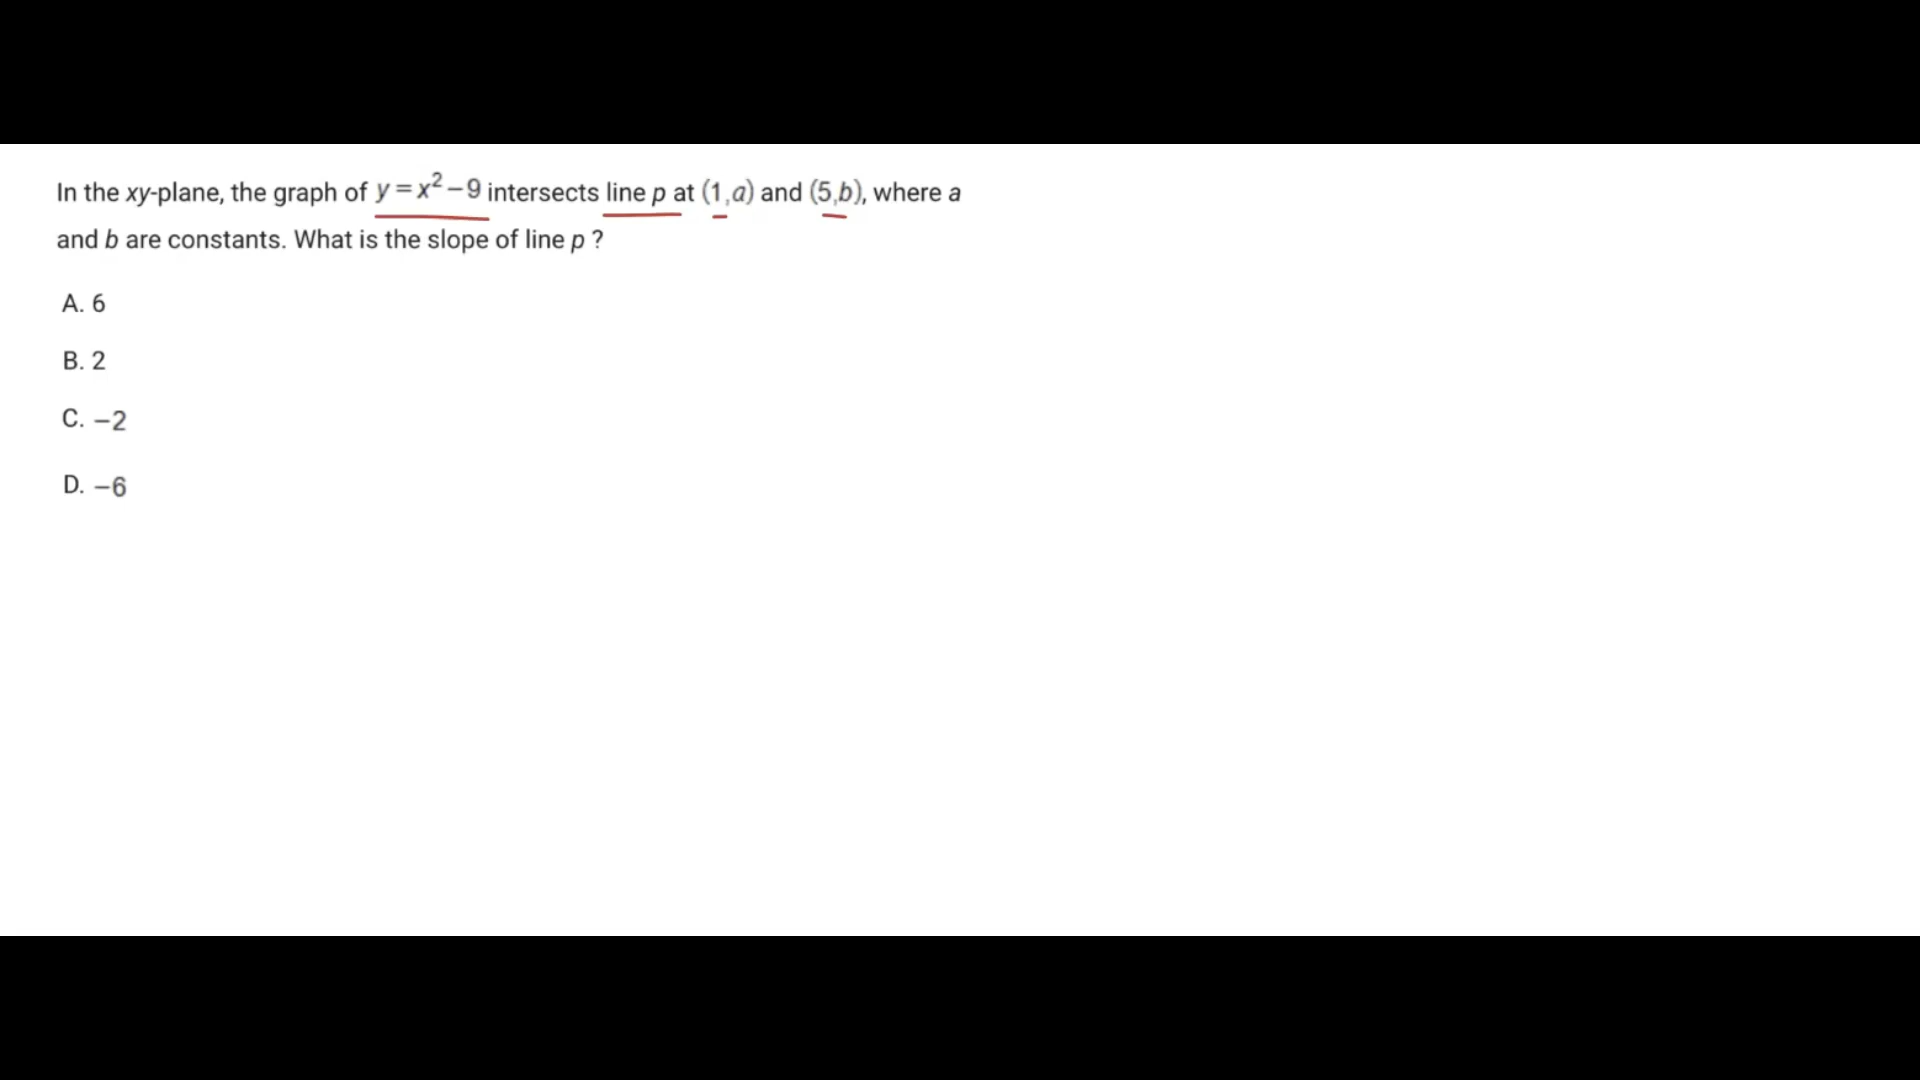 In the xy-plane, the graph of y=x²−9 intersects line p at (1,a) and (5,b), where a
and b are constants. What is the slope of line p ?
A. 6
B. 2
C. −2
D. −6